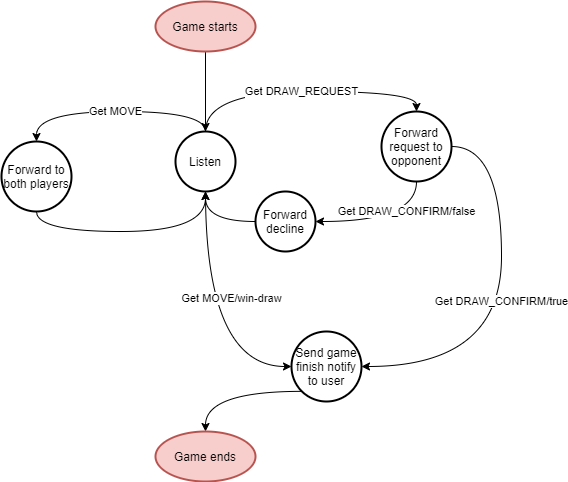 Game starts
Get DRAW_REQUEST
Get MOVE
Forward
request to
opponent
Listen
Forward to
both players
Forward
decline
Get DRAW_CONFIRM/false
Get MOVE/win-draw
Get DRAW_CONFIRM/true
Send game
finish notify
to user
Game ends